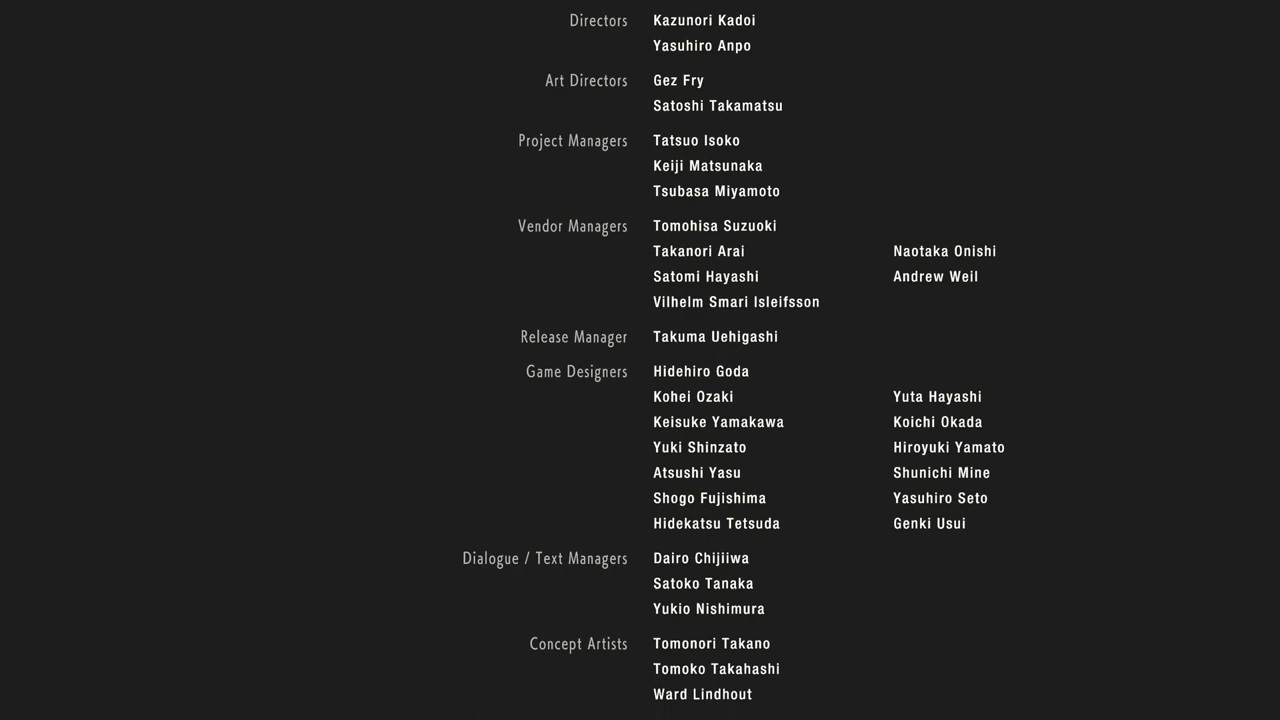 Directors Kazunori Kadoi
Yasuhiro Anpo
Art Directors Gez Fry
Satoshi Takamatsu
Project Managers Tatsuo Isoko
Keiji Matsunaka
Tsubasa Miyamoto
Vendor Managers Tomohisa Suzuoki
Takanori Arai Naotaka Onishi
Satomi Hayashi Andrew Weil
Vilhelm Smari Isleifsson
Release Manager Takuma Uehigashi
Game Designers Hidehiro Goda
Kohei Ozaki Yuta Hayashi
Keisuke Yamakawa Koichi Okada
Yuki Shinzato Hiroyuki Yamato
Atsushi Yasu Shunichi Mine
Shogo Fujishima Yasuhiro Seto
Hidekatsu Tetsuda Genki Usui
Dialogue / Text Managers Dairo Chijiiwa
Satoko Tanaka
Yukio Nishimura
Concept Artists Tomonori Takano
Tomoko Takahashi
Ward Lindhout